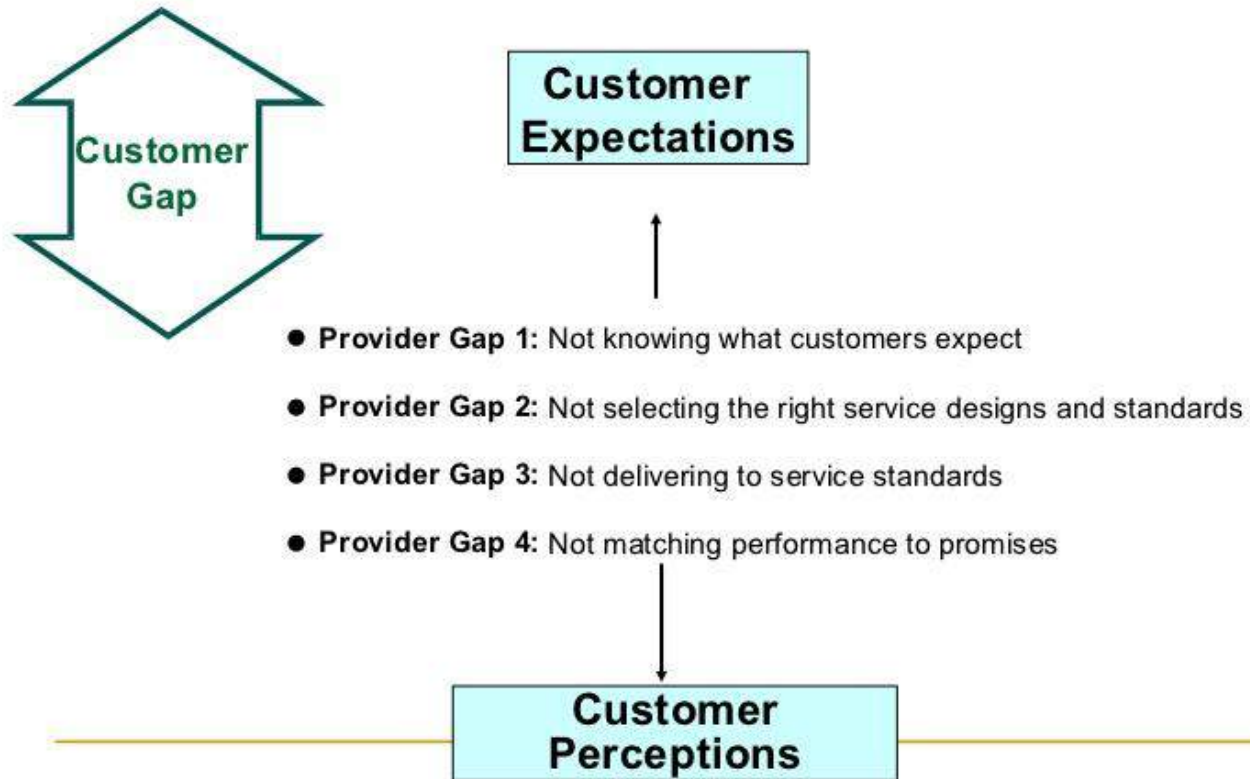 Customer
Gap
Customer
Expectations
● Provider Gap 1: Not knowing what customers expect
● Provider Gap 2: Not selecting the right service designs and standards
● Provider Gap 3: Not delivering to service standards
● Provider Gap 4: Not matching performance to promises
Customer
Perceptions